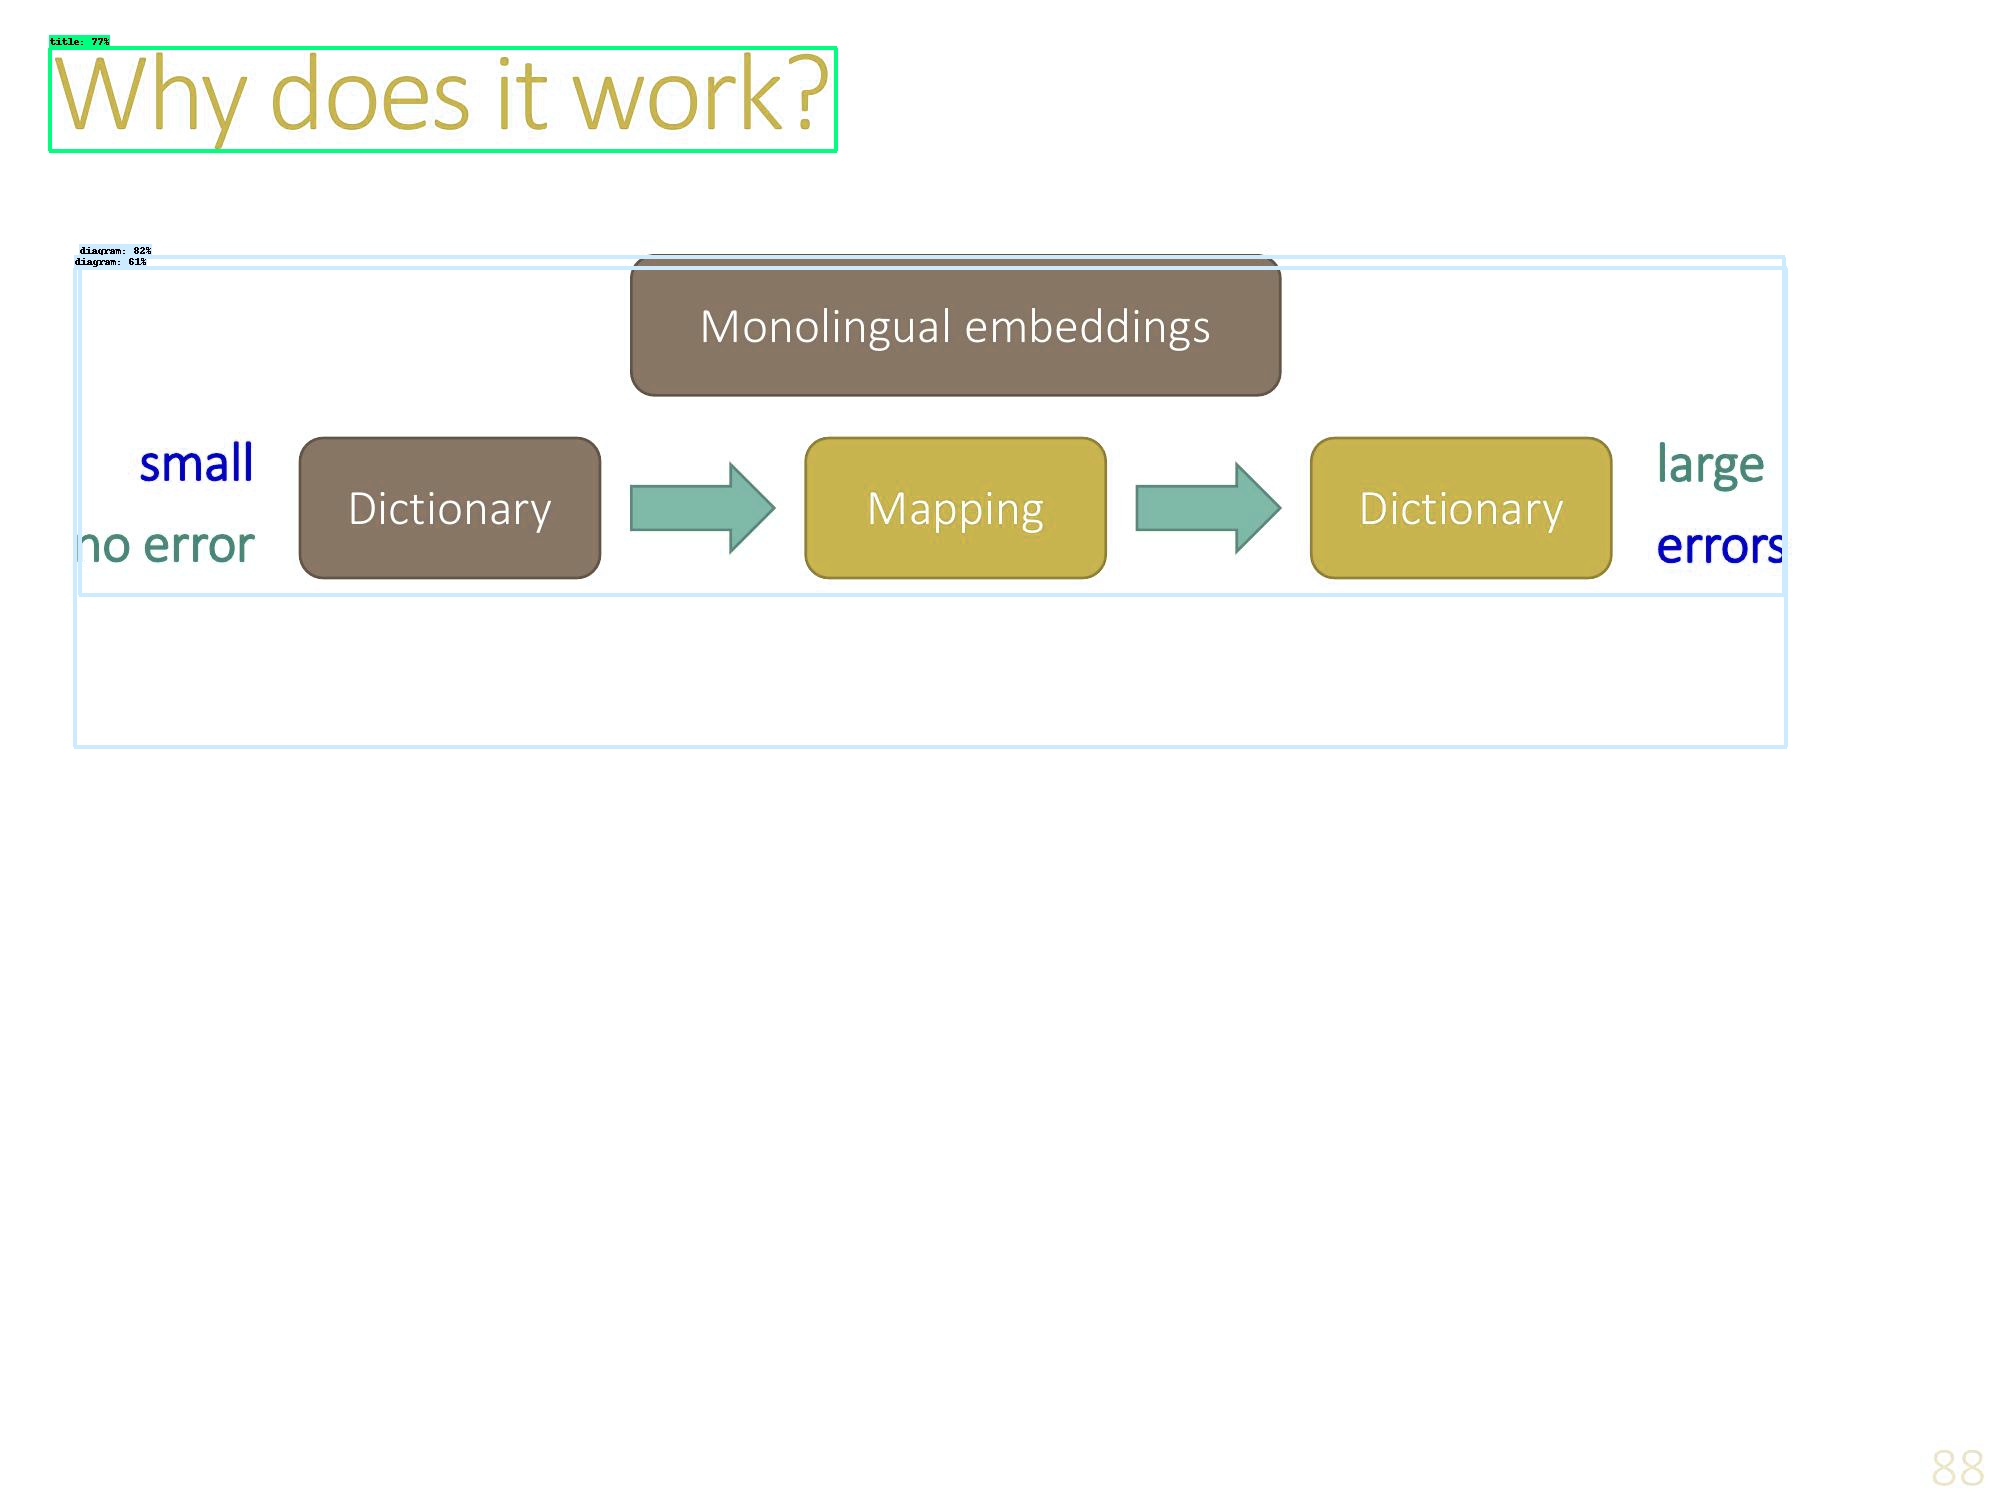 title: 77%
Why does it work?
diagram: 82%
diagram: 61%
Monolingual embeddings
small
no error
Dictionary
Mapping
Dictionary
large
errors
88